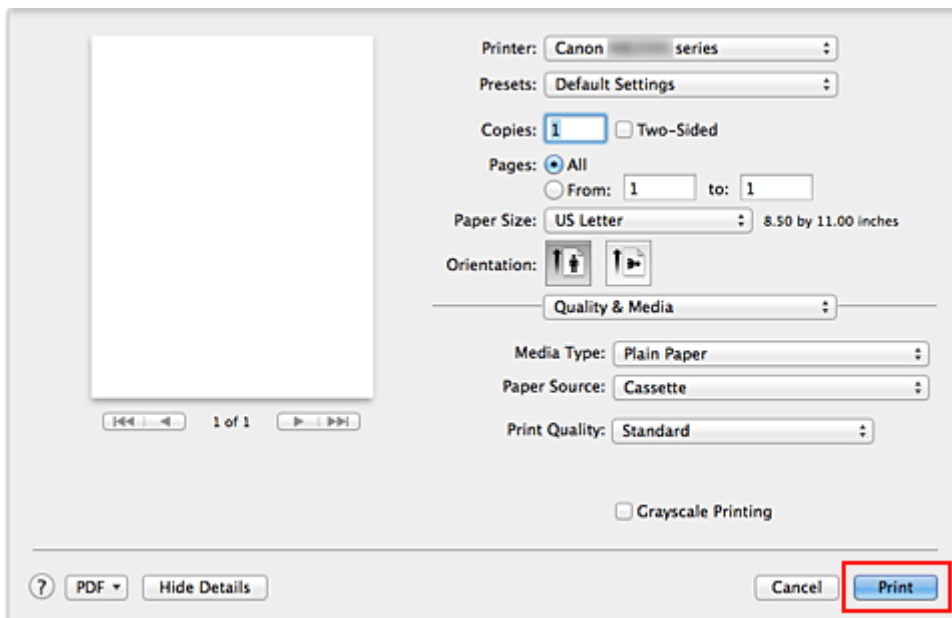 Printer: Canon series
Presets: Default Settings
Copies: 1 Two-Sided
Pages: All
From: 1 to: 1
Paper Size: US Letter 8.50 by 11.00 inches
Orientation:
Quality & Media
Media Type: Plain Paper
Paper Source: Cassette
1 of 1
Print Quality: Standard
Grayscale Printing
? PDF Hide Details Cancel Print